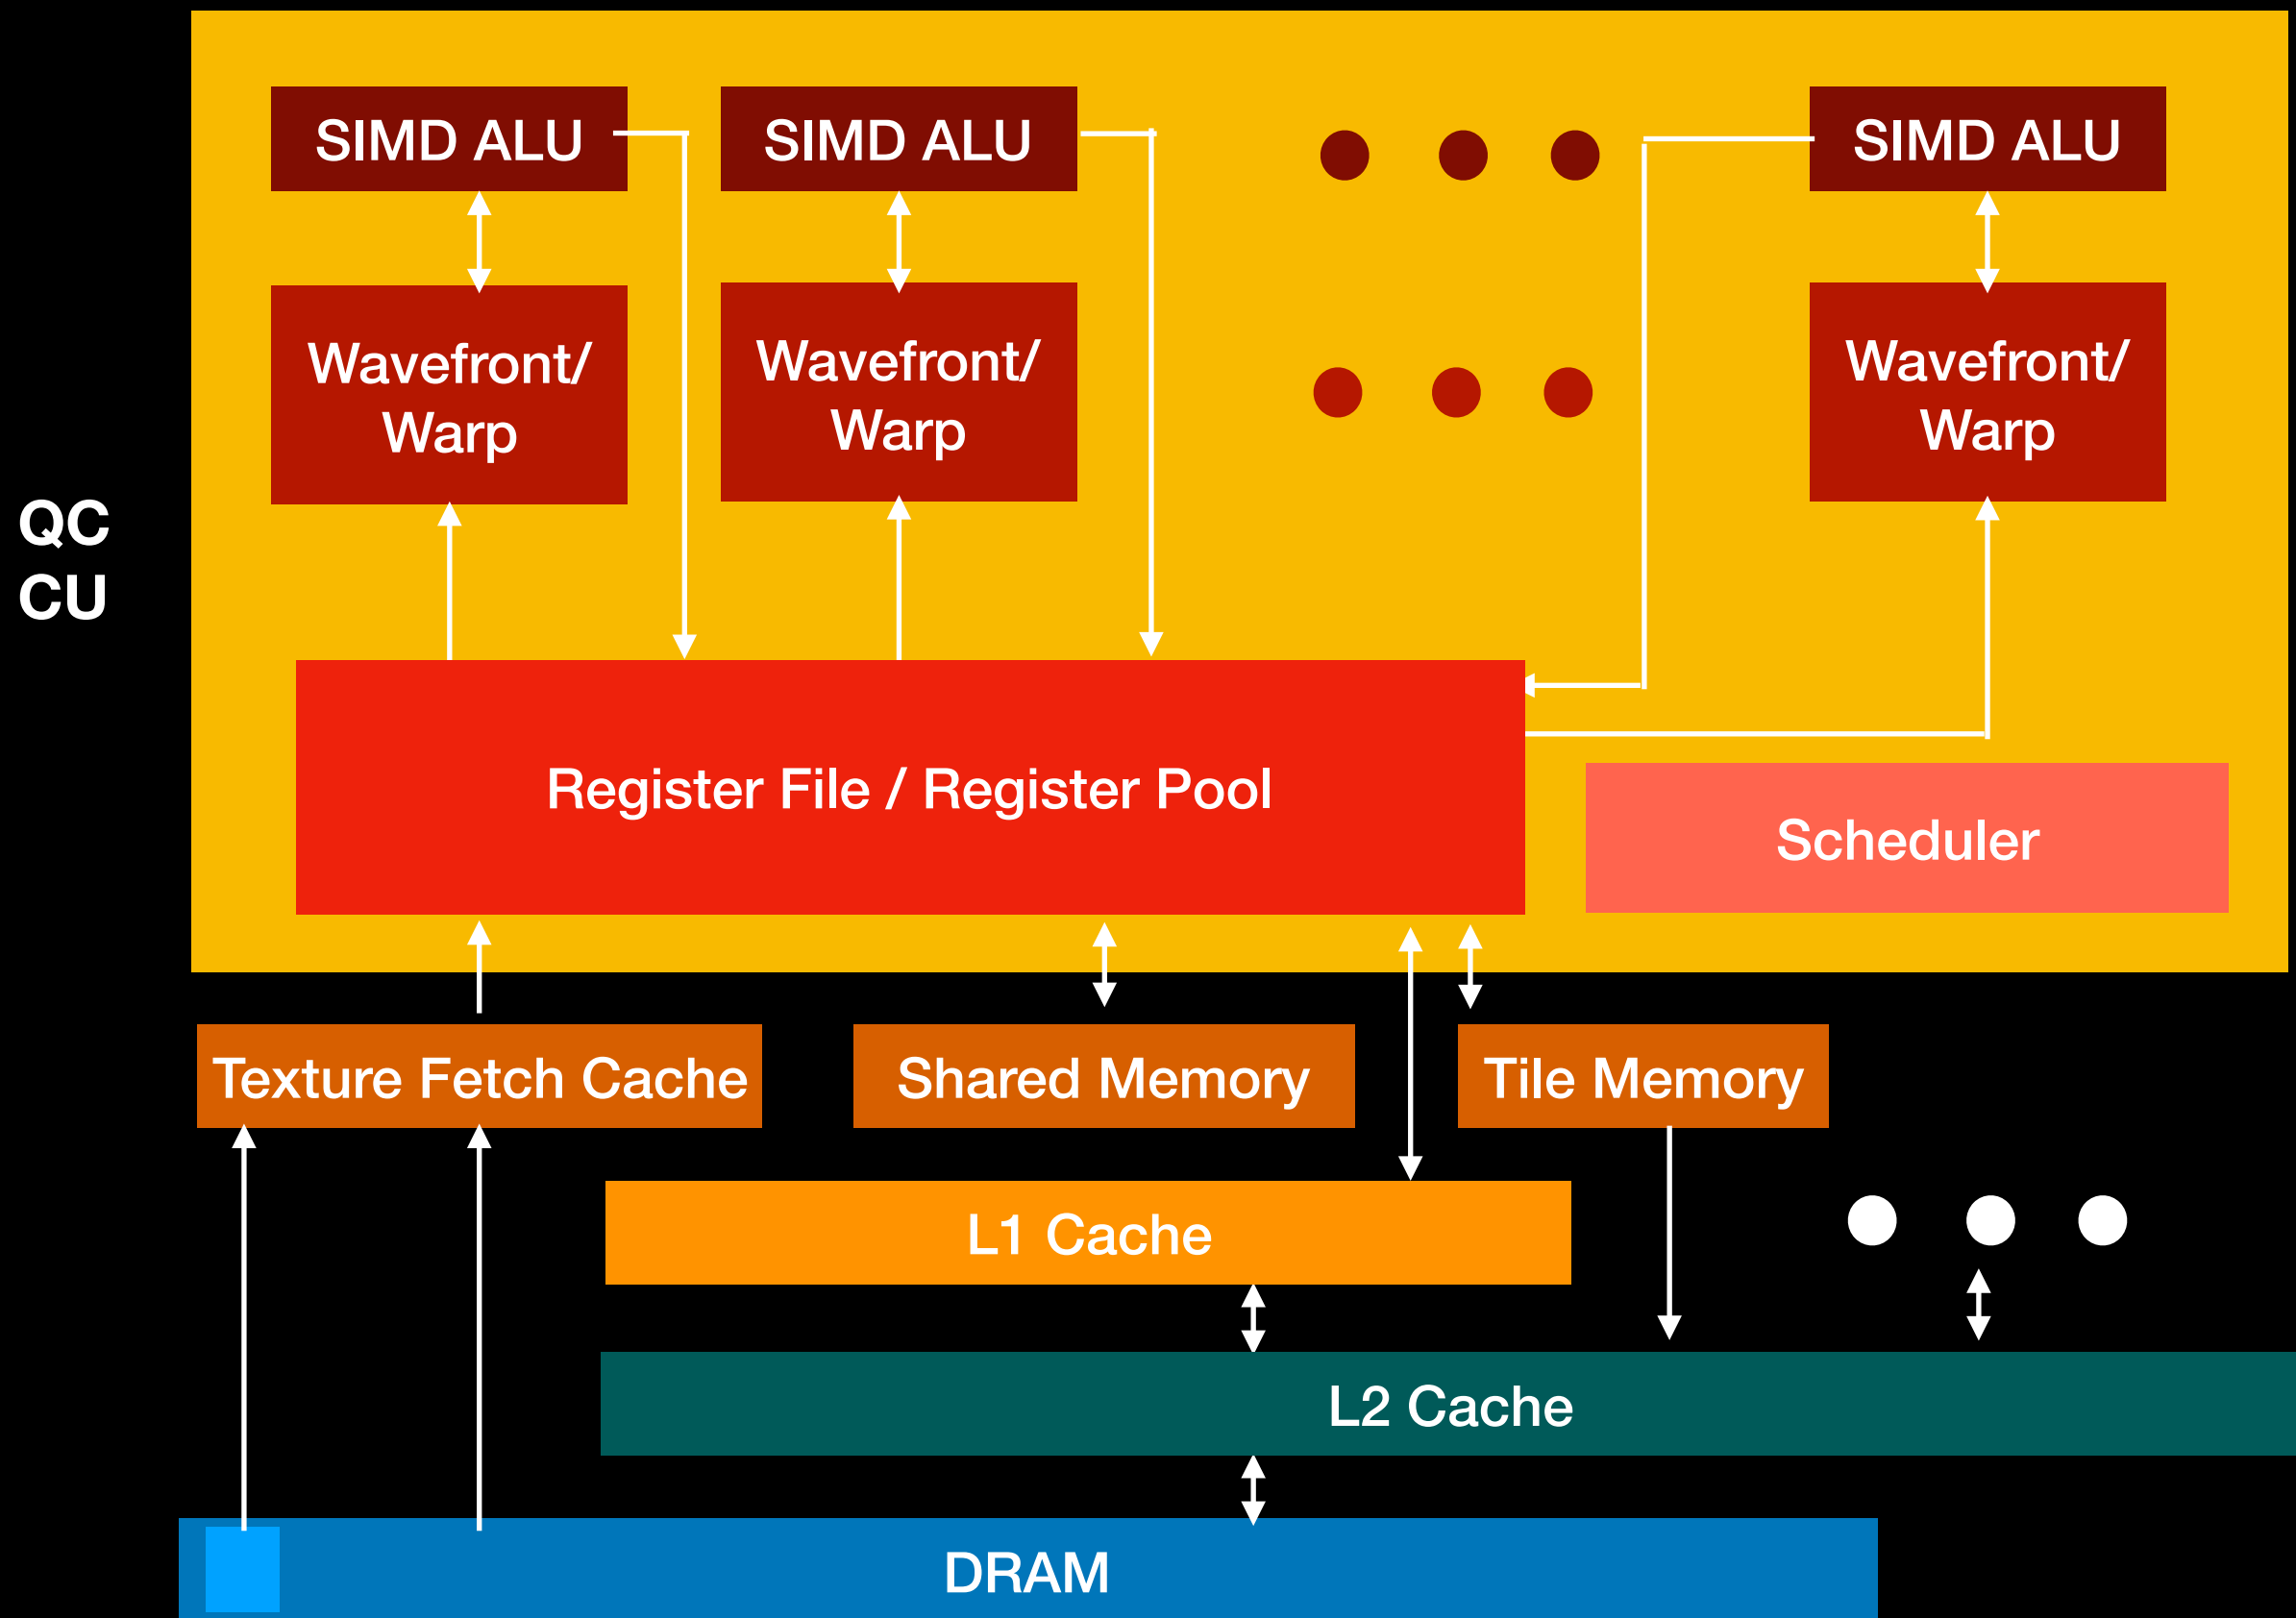 SIMD ALU
SIMD ALU
SIMD ALU
Wavefront/
Warp
Wavefront/
Warp
Wavefront/
Warp
QC
CU
Register File / Register Pool
Scheduler
Texture Fetch Cache
Shared Memory
Tile Memory
L1 Cache
L2 Cache
DRAM